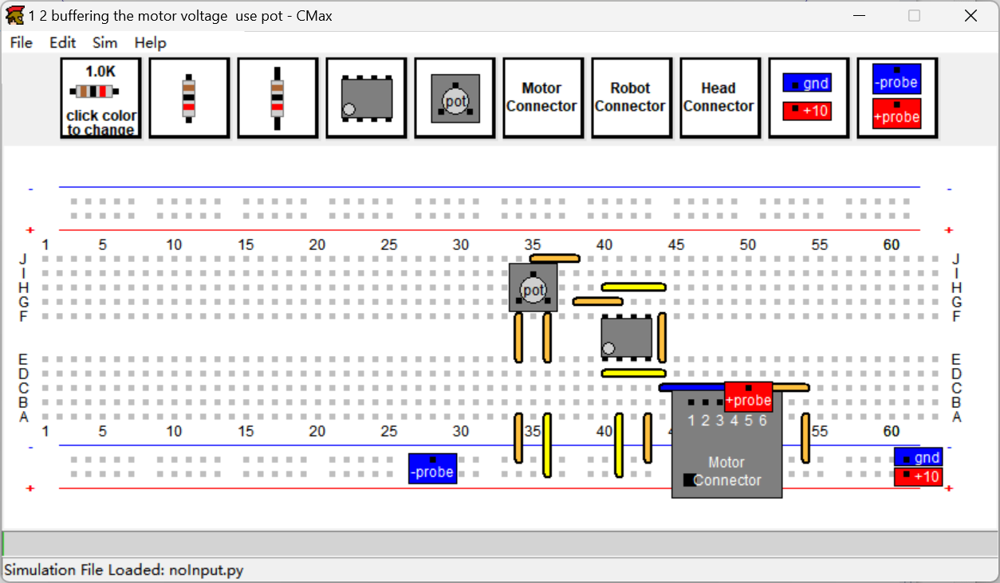 1 2 buffering the motor voltage  use pot - CMax
File Edit Sim Help
1.0K
click color
to change
pot
Motor
Connector
Robot
Connector
Head
Connector
gnd
+10
-probe
+probe
- -
+ +
1 5 10 15 20 25 30 35 40 45 50 55 60
J J
I I
H H
G G
F F
pot
E E
D D
C C
B B
A A
+probe
1 2 3 4 5 6
1 5 10 15 20 25 30 35 40 55 60
- -
Motor
Connector
-probe
gnd
+10
+ +
Simulation File Loaded: noInput.py